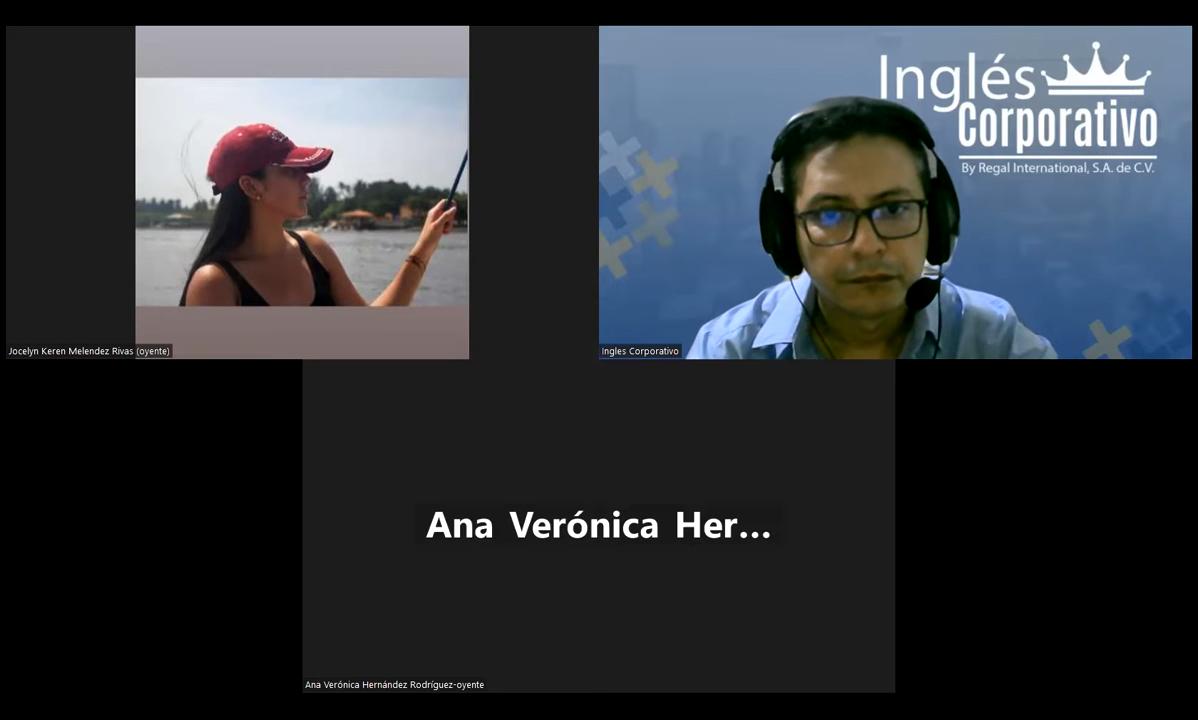 Inglés
Corporativo
By Regal International, S.A. de C.V.
Jocelyn Keren Melendez Rivas (oyente)
Ingles Corporativo
Ana Verónica Her...
Ana Verónica Hernández Rodríguez-oyente